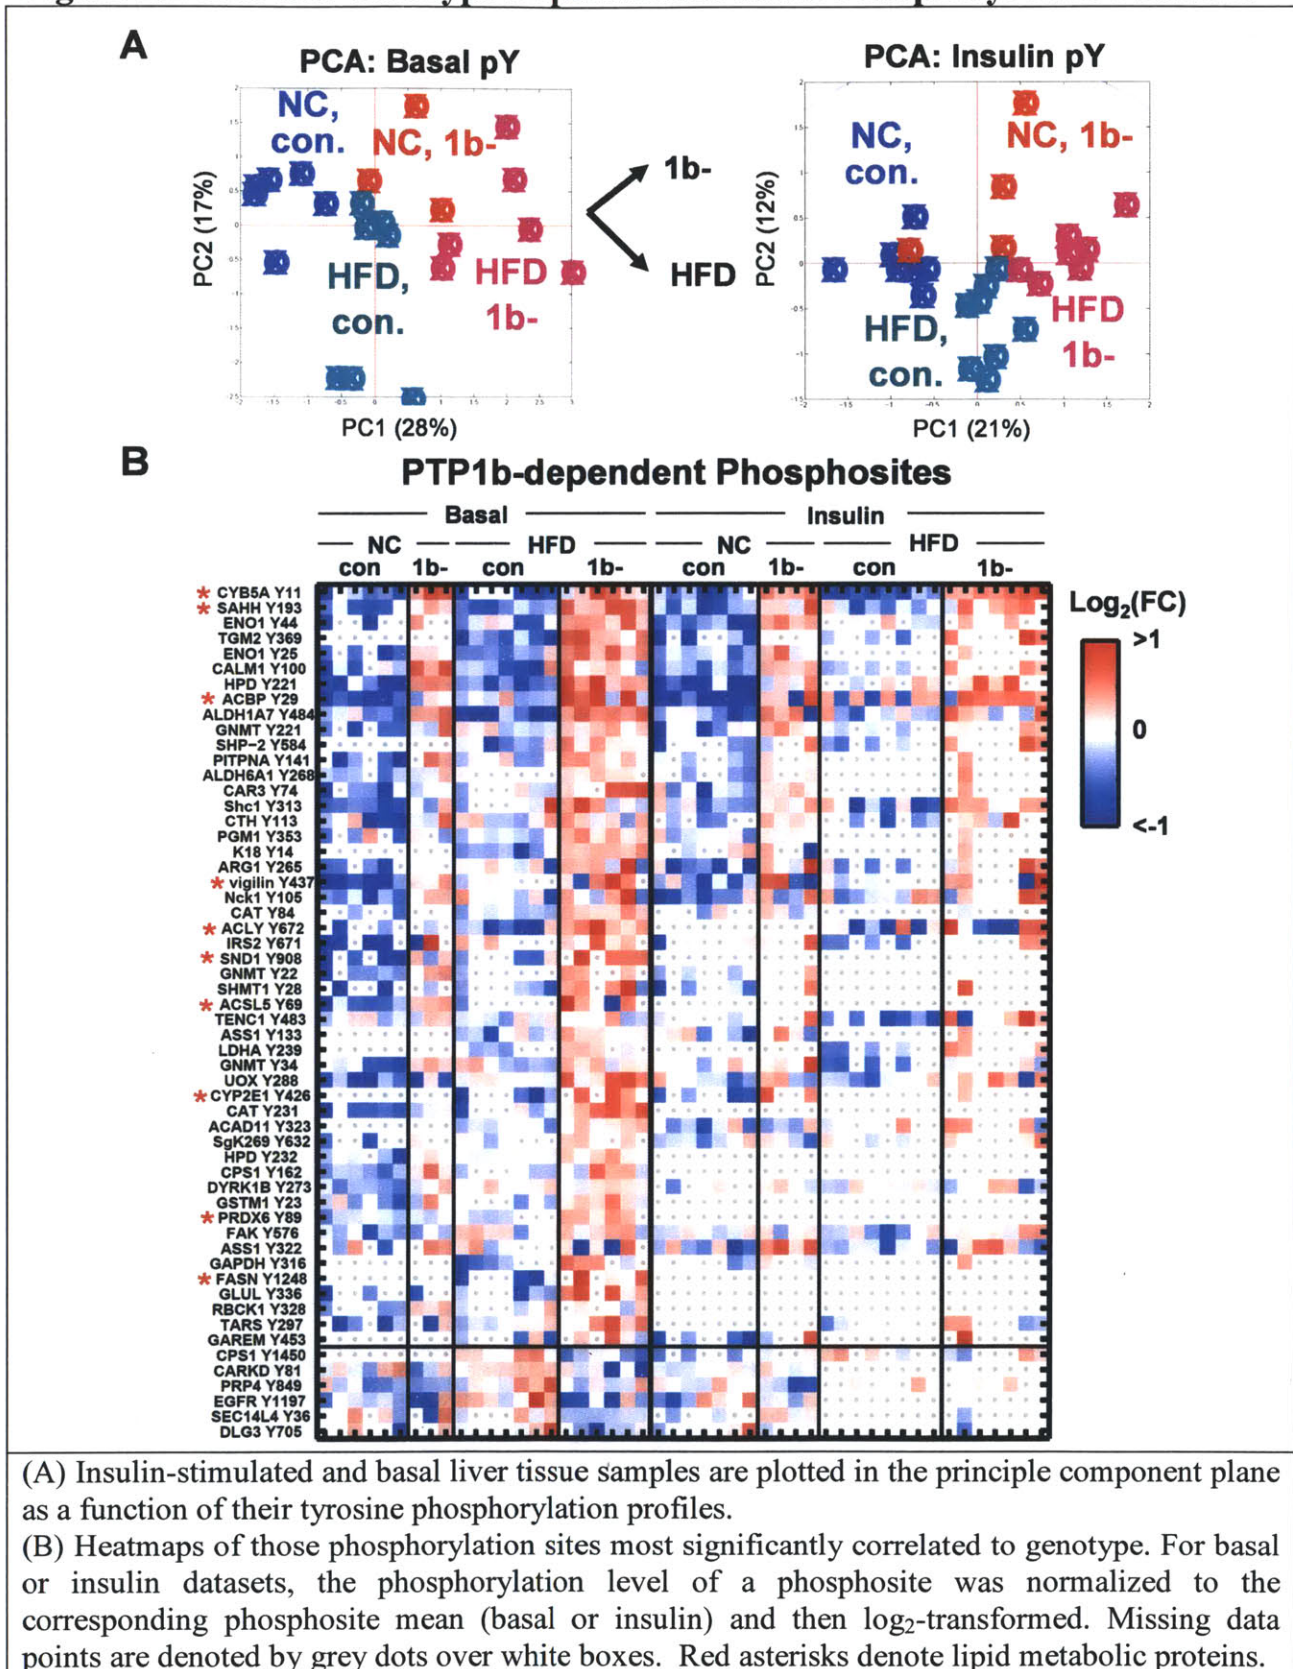 A
PCA: Basal pY
PCA: Insulin pY
NC,
con.
NC, 1b-
HFD,
con.
HFD
1b-
PC2 (17%)
PC1 (28%)
1b-
HFD
NC,
con.
NC, 1b-
HFD,
con.
HFD
1b-
PC2 (12%)
PC1 (21%)
B
PTP1b-dependent Phosphosites
Basal Insulin
NC HFD NC HFD
con 1b- con 1b- con 1b- con 1b-
* CYB5A Y11
* SAHH Y193
ENO1 Y44
TGM2 Y369
ENO1 Y25
CALM1 Y100
HPD Y221
* ACBP Y29
ALDH1A7 Y484
GNMT Y221
SHP-2 Y584
PITPNA Y141
ALDH6A1 Y268
CAR3 Y74
Shc1 Y313
CTH Y113
PGM1 Y353
K18 Y14
ARG1 Y265
* vigilin Y437
Nck1 Y105
CAT Y84
* ACLY Y672
IRS2 Y671
* SND1 Y908
GNMT Y22
SHMT1 Y28
* ACSL5 Y69
TENC1 Y483
ASS1 Y133
LDHA Y239
GNMT Y34
UOX Y288
* CYP2E1 Y426
CAT Y231
ACAD11 Y323
SgK269 Y632
HPD Y232
CPS1 Y162
DYRK1B Y273
GSTM1 Y23
* PRDX6 Y89
FAK Y576
ASS1 Y322
GAPDH Y316
* FASN Y1248
GLUL Y336
RBCK1 Y328
TARS Y297
GAREM Y453
CPS1 Y1450
CARKD Y81
PRP4 Y849
EGFR Y1197
SEC14L4 Y36
DLG3 Y705
Log2(FC)
>1
0
<-1
(A) Insulin-stimulated and basal liver tissue samples are plotted in the principle component plane
as a function of their tyrosine phosphorylation profiles.
(B) Heatmaps of those phosphorylation sites most significantly correlated to genotype. For basal
or insulin datasets, the phosphorylation level of a phosphosite was normalized to the
corresponding phosphosite mean (basal or insulin) and then log2-transformed. Missing data
points are denoted by grey dots over white boxes. Red asterisks denote lipid metabolic proteins.